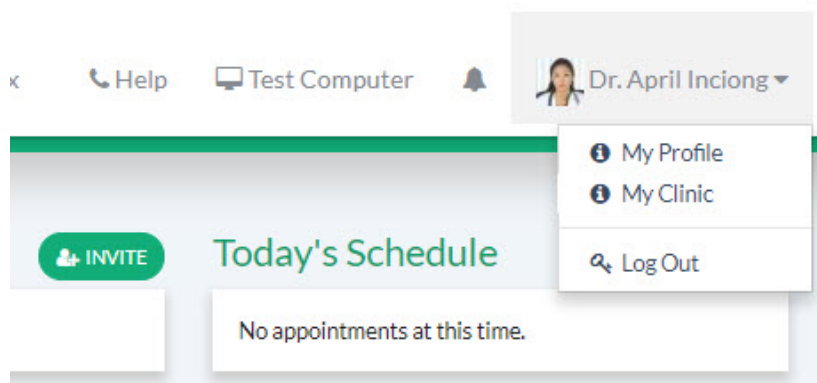 x Help Test Computer Dr. April Inciong
My Profile
My Clinic
INVITE Today's Schedule
Log Out
No appointments at this time.